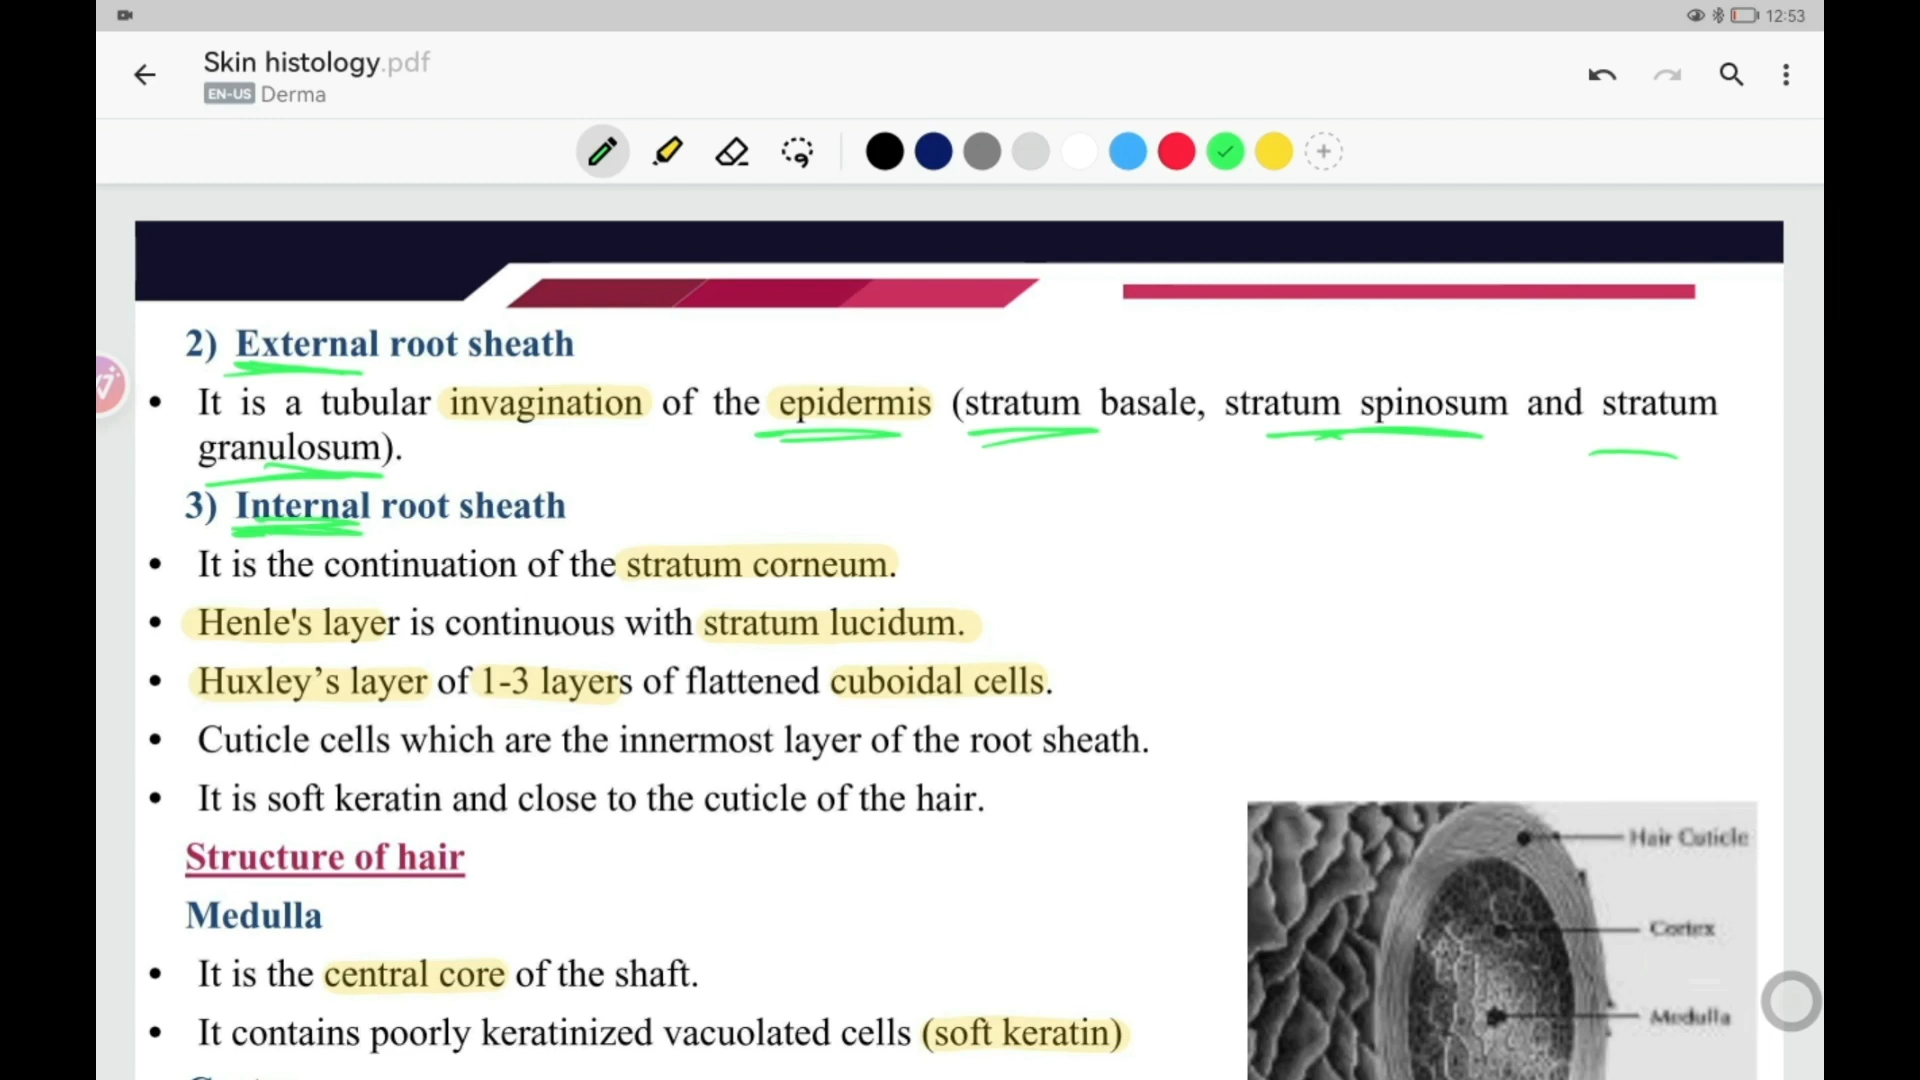 12:53
Skin histology.pdf
EN-US Derma
2) External root sheath
• It is a tubular invagination of the epidermis (stratum basale, stratum spinosum and stratum
granulosum).
3) Internal root sheath
• It is the continuation of the stratum corneum.
• Henle's layer is continuous with stratum lucidum.
• Huxley’s layer of 1-3 layers of flattened cuboidal cells.
• Cuticle cells which are the innermost layer of the root sheath.
• It is soft keratin and close to the cuticle of the hair.
Hair Cuticle
Structure of hair
Medulla
Cortex
• It is the central core of the shaft.
Medulla
• It contains poorly keratinized vacuolated cells (soft keratin)